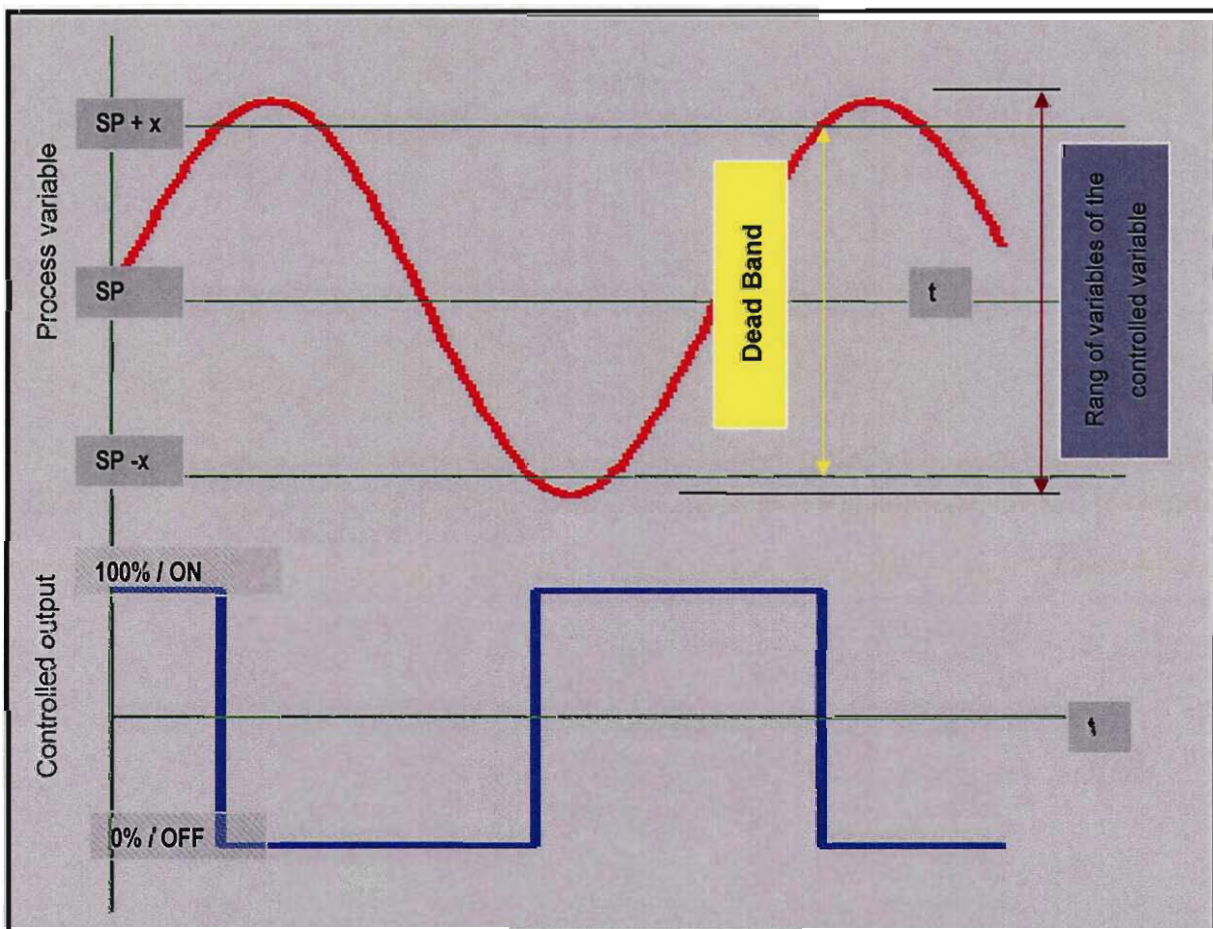 Process variable
SP + x
SP
SP -x
Dead Band
t
Rang of variables of the
controlled variable
Controlled output
100% / ON
0% / OFF